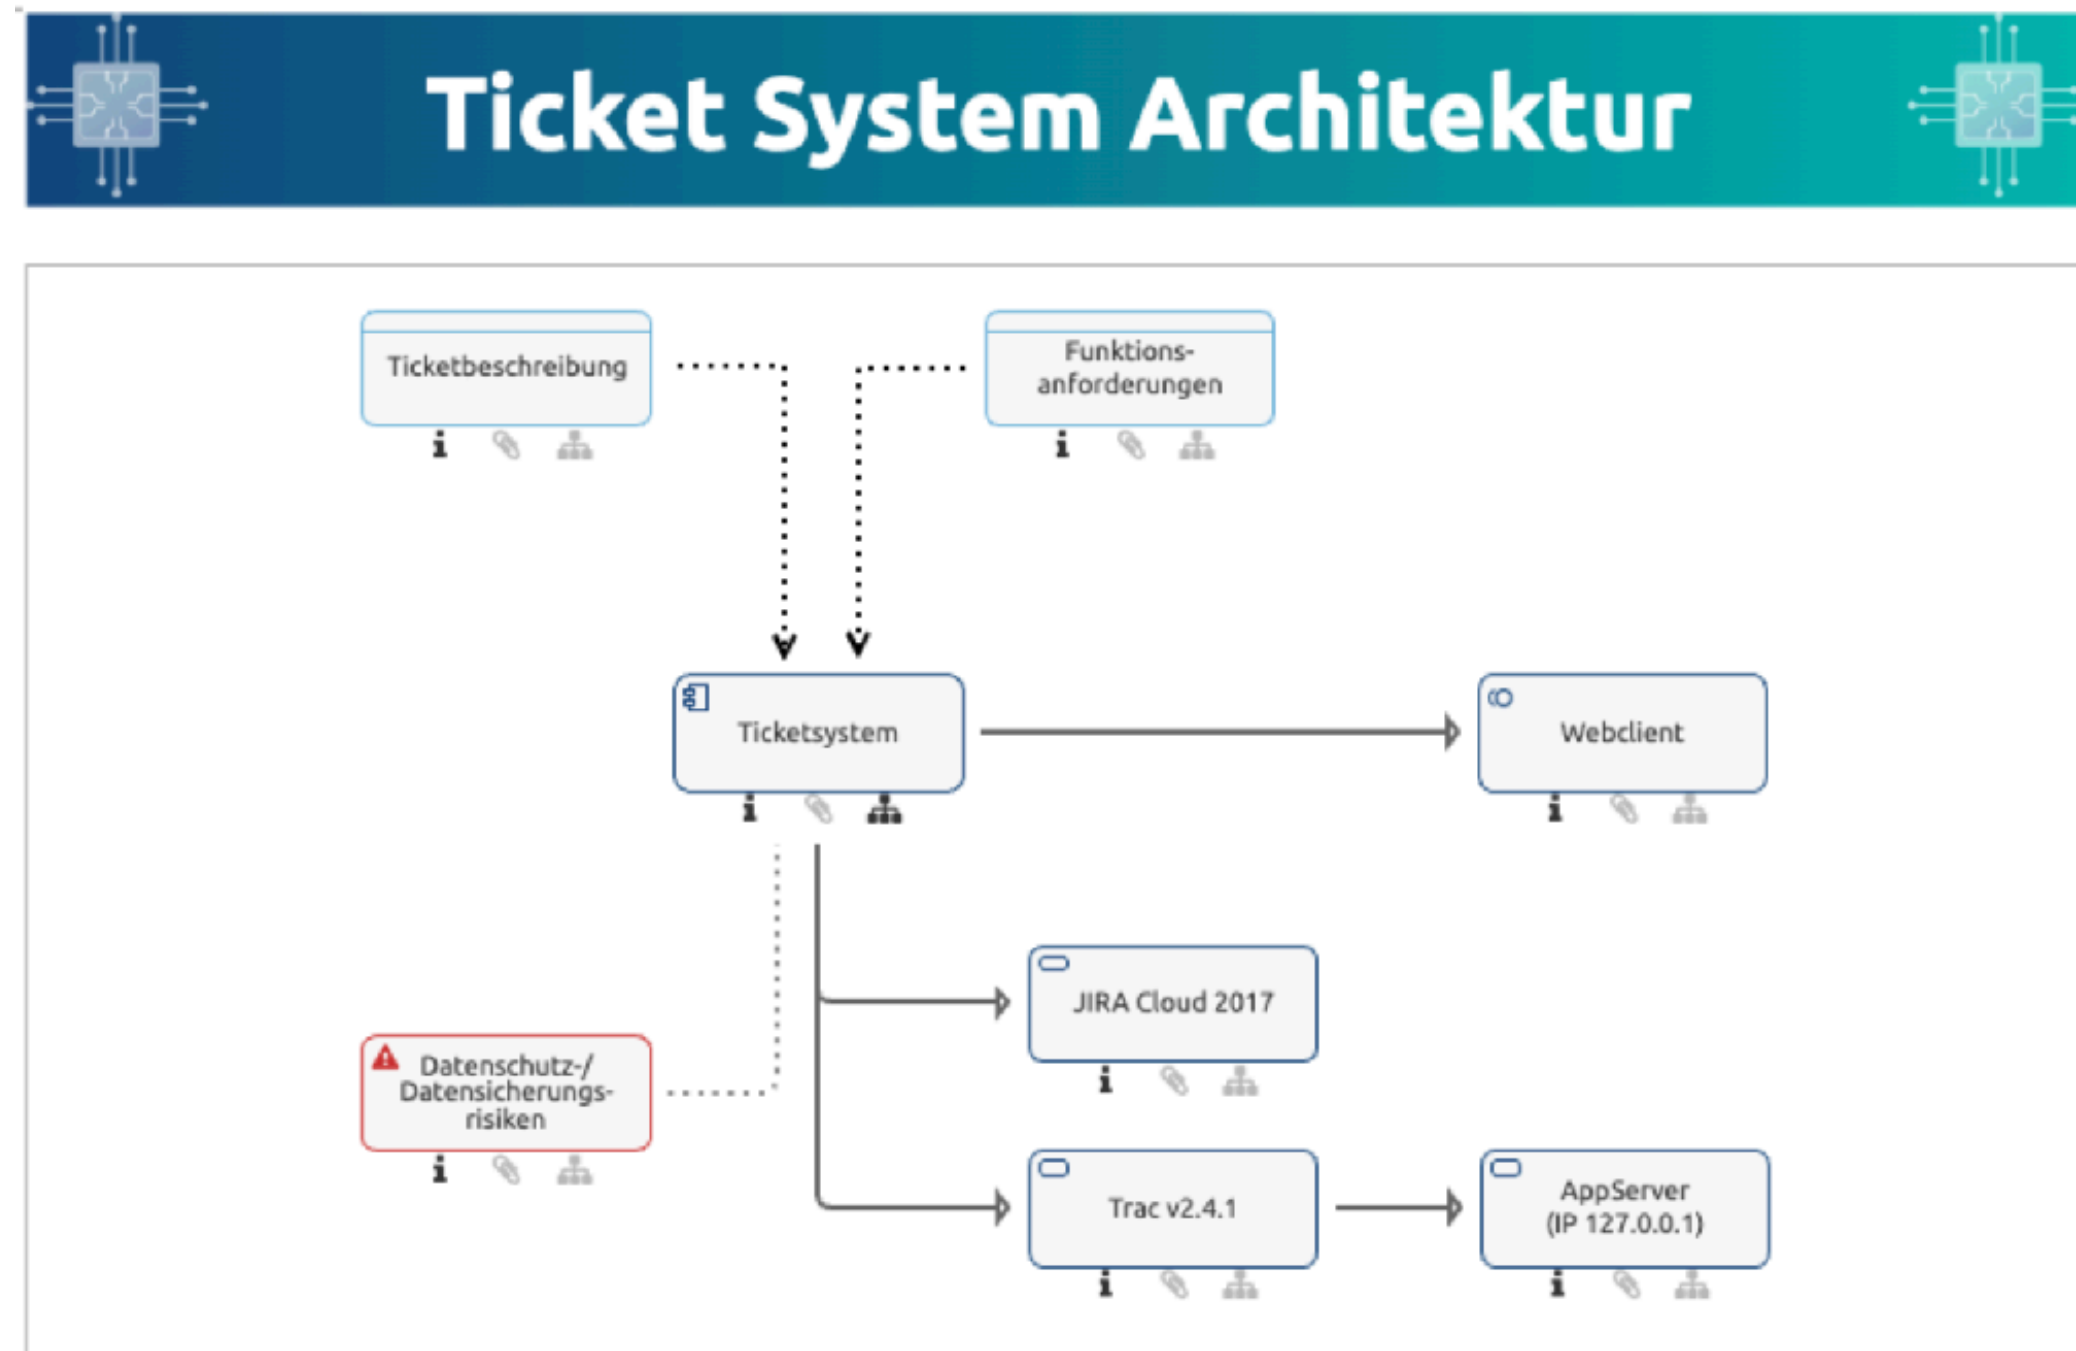 Ticket System Architektur
Ticketbeschreibung
Funktions-
anforderungen
Ticketsystem
Webclient
JIRA Cloud 2017
Datenschutz-/
Datensicherungs-
risiken
Trac v2.4.1
AppServer
(IP 127.0.0.1)